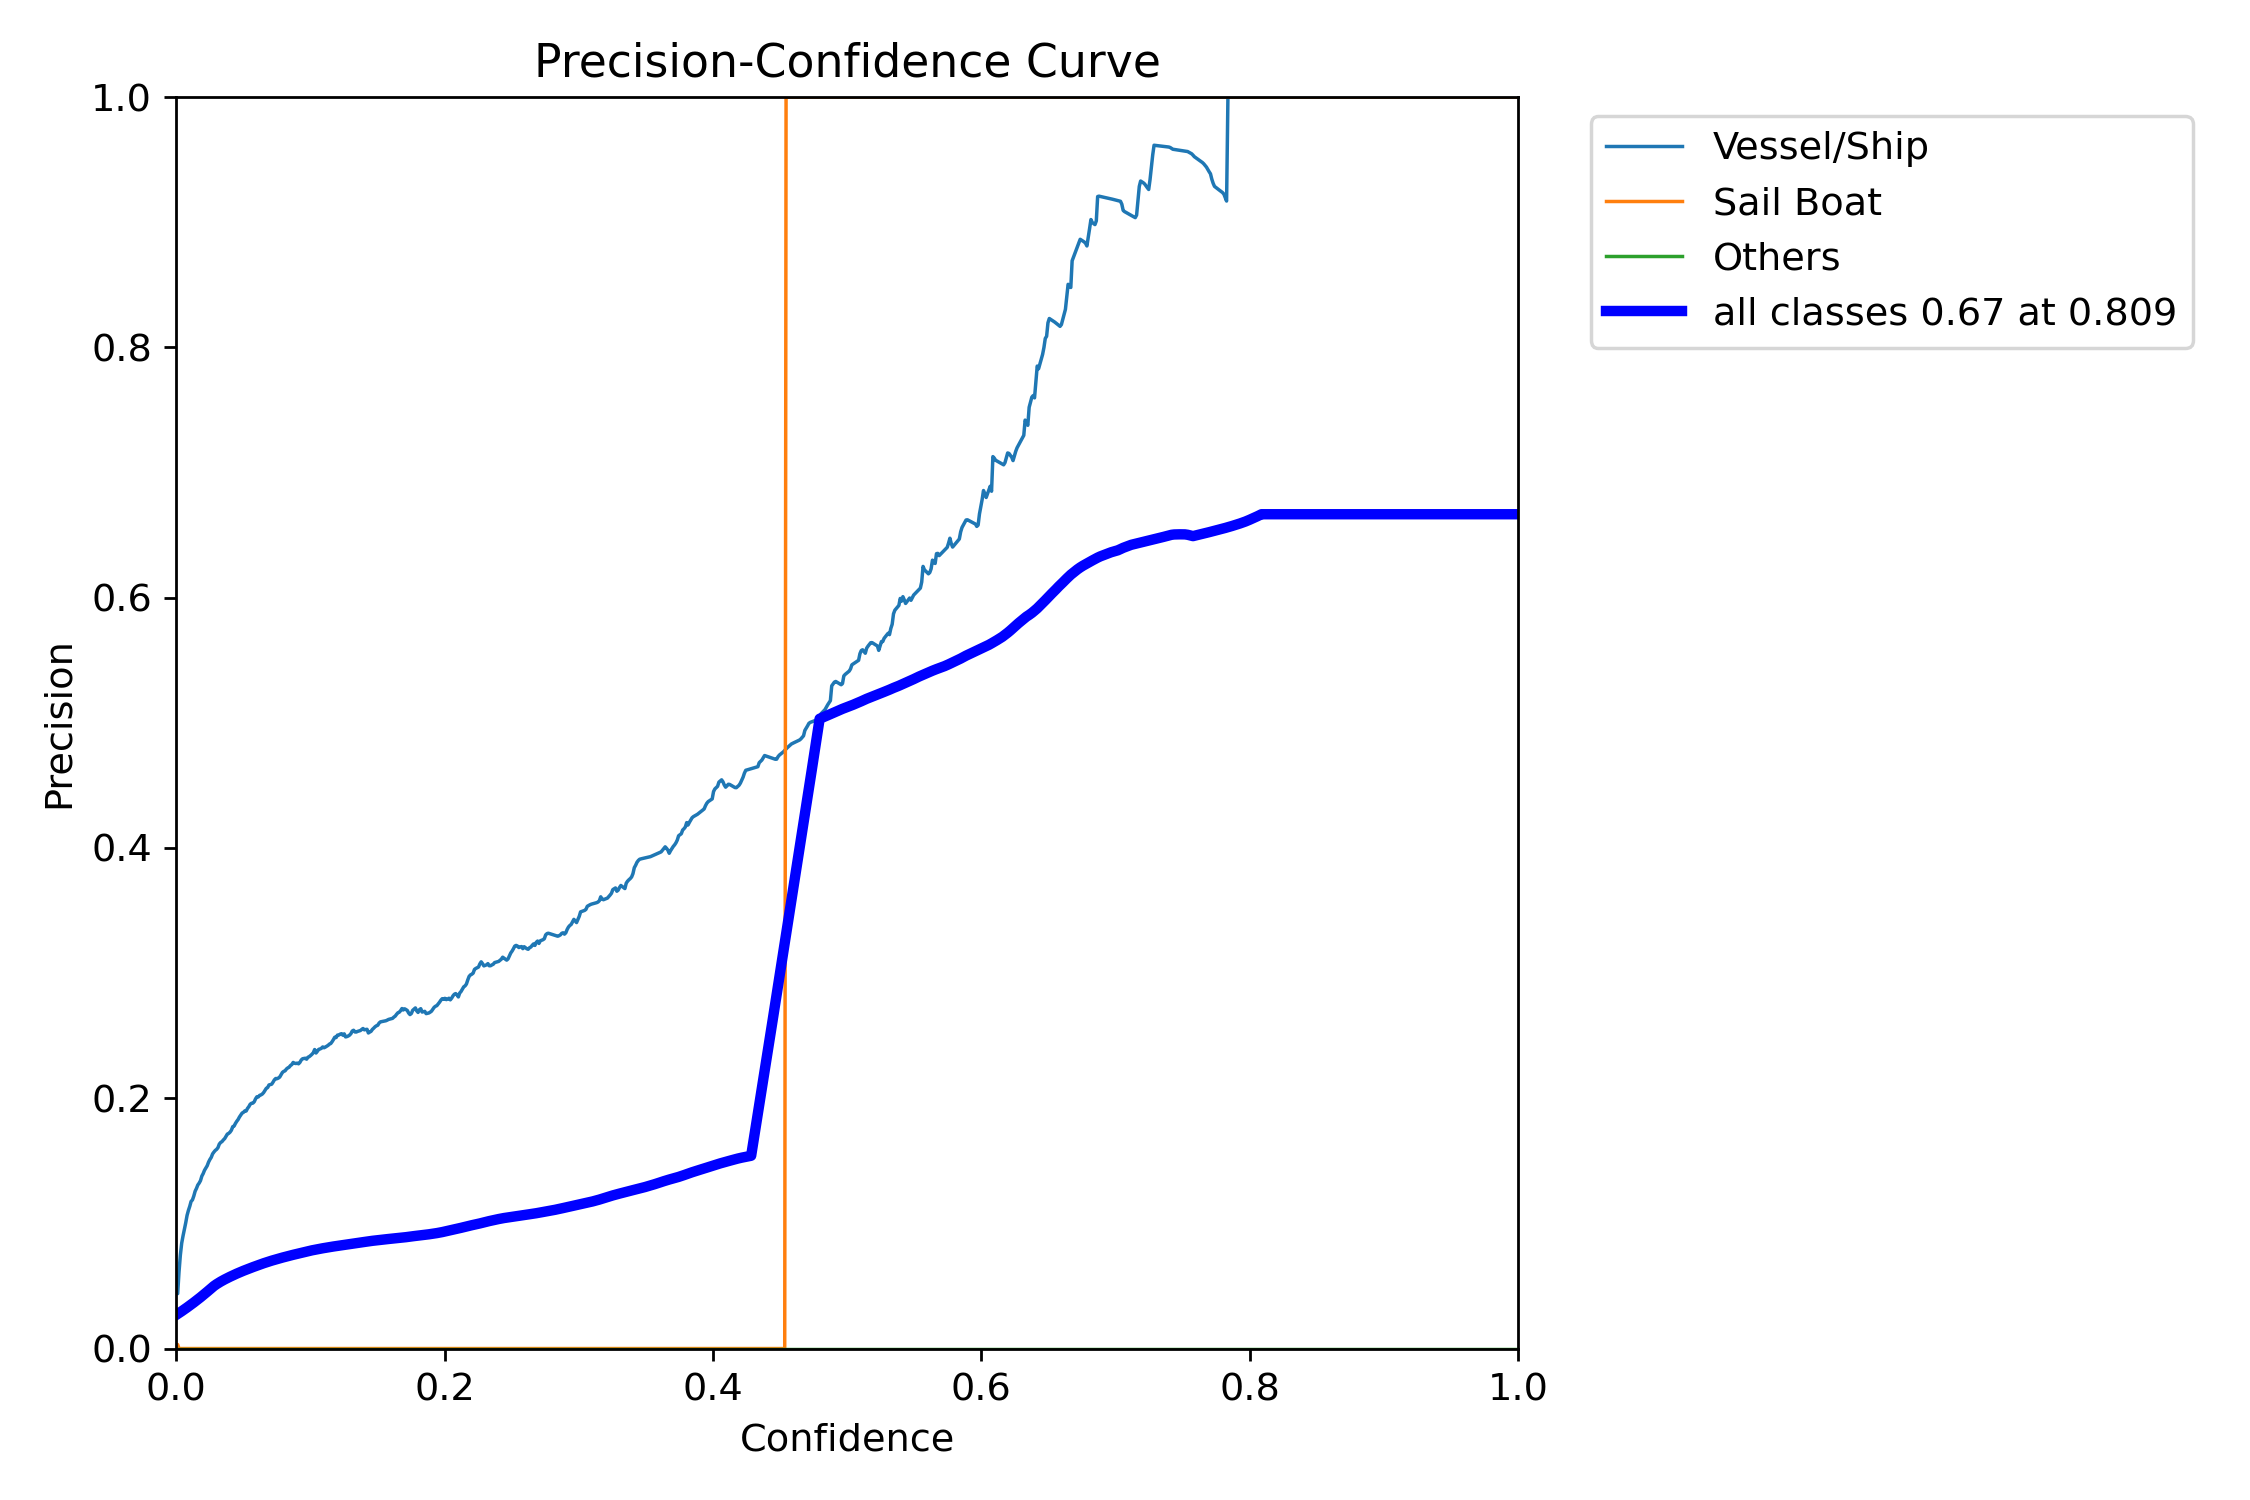 Precision-Confidence Curve
1.0
0.8
0.6
0.4
0.2
0.0
Precision
0.0 0.2 0.4 0.6 0.8 1.0
Confidence
Vessel/Ship
Sail Boat
Others
all classes 0.67 at 0.809